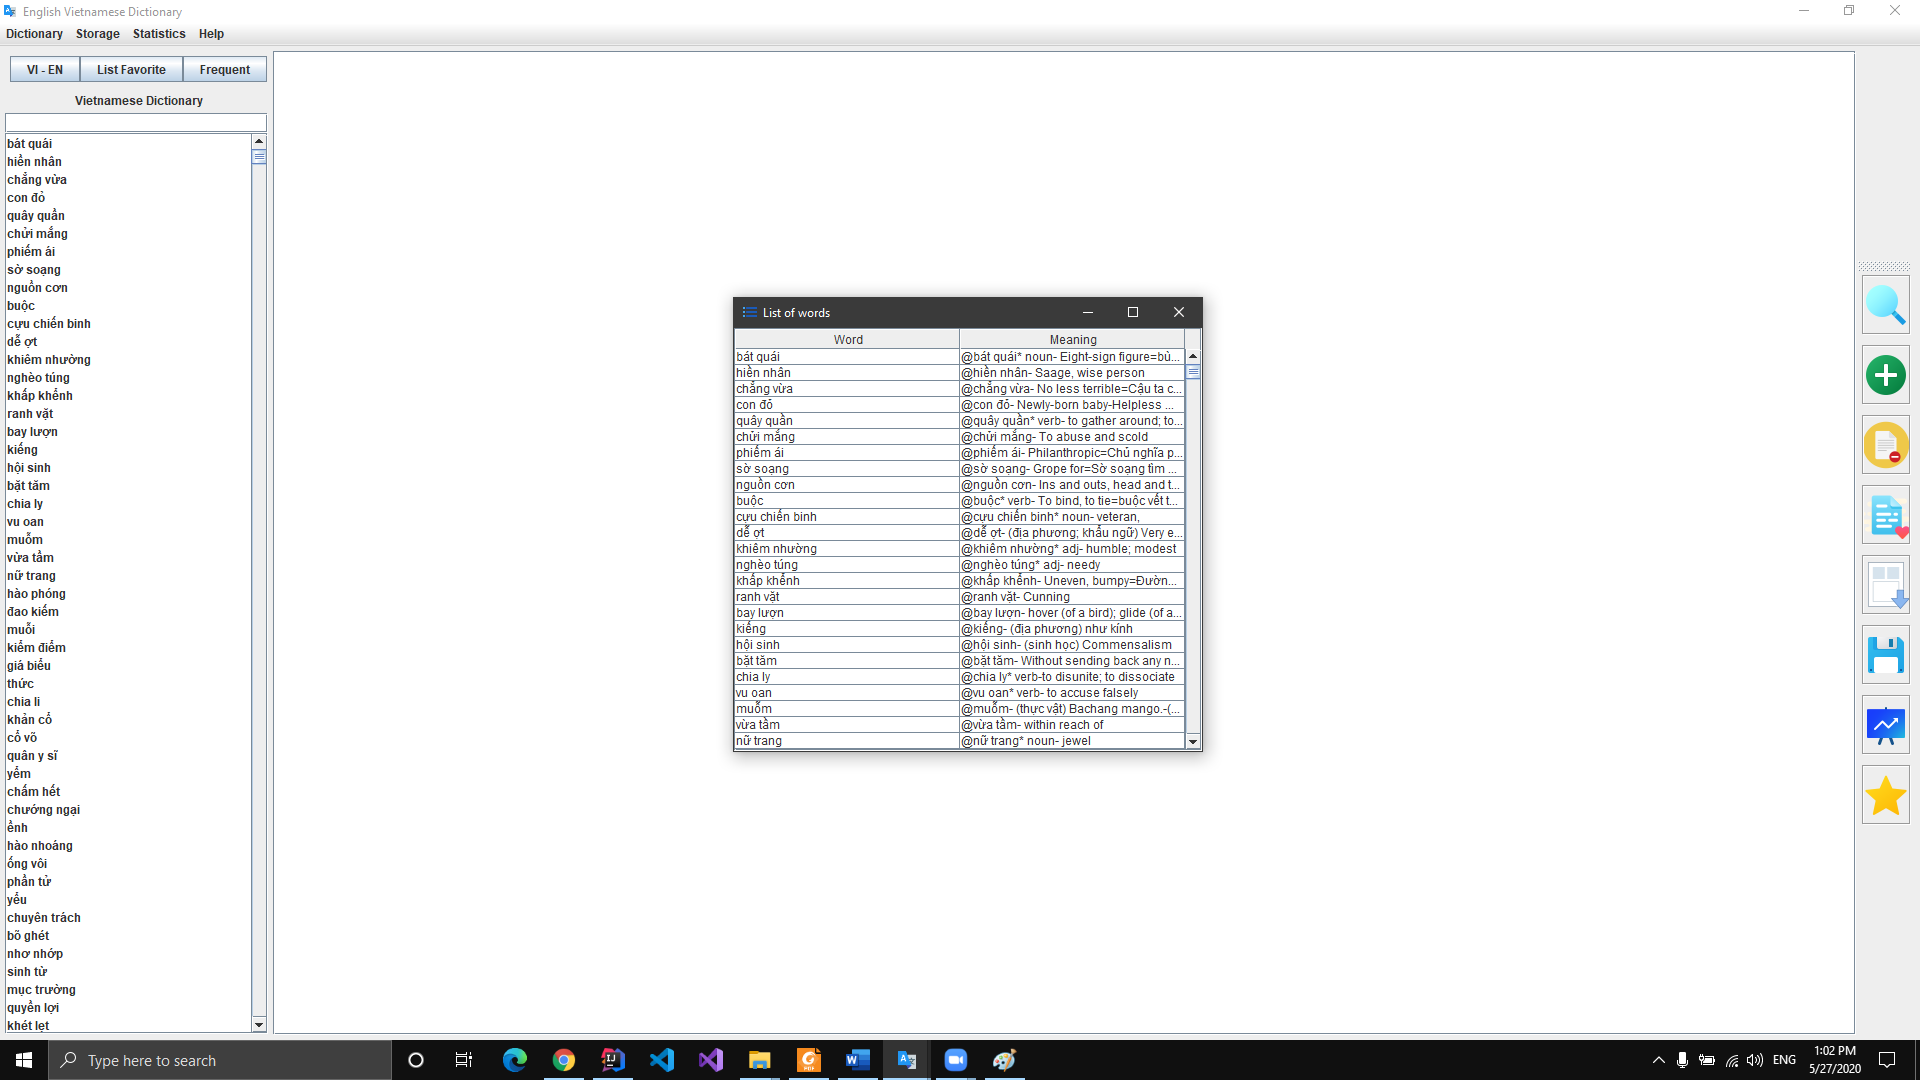 English Vietnamese Dictionary
Dictionary Storage Statistics Help
VI - EN List Favorite Frequent
Vietnamese Dictionary
bát quái
hiền nhân
chẳng vừa
con đỏ
quây quần
chửi mắng
phiếm ái
sờ soạng
nguồn cơn
buộc
cựu chiến binh
dễ ợt
khiêm nhường
nghèo túng
khấp khểnh
ranh vặt
bay lượn
kiếng
hội sinh
bặt tăm
chia ly
vu oan
muỗm
vừa tầm
nữ trang
hào phóng
đao kiếm
muỗi
kiểm điểm
giá biểu
thức
chia li
khản cổ
cổ võ
quân y sĩ
yểm
chấm hết
chướng ngại
ềnh
hào nhoáng
ống vôi
phần tử
yểu
chuyên trách
bõ ghét
nhơ nhớp
sinh tử
mục trường
quyền lợi
khét lẹt
List of words
Word Meaning
bát quái @bát quái* noun- Eight-sign figure=bù...
hiền nhân @hiền nhân- Saage, wise person
chẳng vừa @chẳng vừa- No less terrible=Cậu ta c...
con đỏ @con đỏ- Newly-born baby-Helpless ...
quây quần @quây quần* verb- to gather around; to...
chửi mắng @chửi mắng- To abuse and scold
phiếm ái @phiếm ái- Philanthropic=Chủ nghĩa p...
sờ soạng @sờ soạng- Grope for=Sờ soạng tìm ...
nguồn cơn @nguồn cơn- Ins and outs, head and t...
buộc @buộc* verb- To bind, to tie=buộc vết t...
cựu chiến binh @cựu chiến binh* noun- veteran,
dễ ợt @dễ ợt- (địa phương; khẩu ngữ) Very e...
khiêm nhường @khiêm nhường* adj- humble; modest
nghèo túng @nghèo túng* adj- needy
khấp khểnh @khấp khểnh- Uneven, bumpy=Đườn...
ranh vặt @ranh vặt- Cunning
bay lượn @bay lượn- hover (of a bird); glide (of a...
kiếng @kiếng- (địa phương) như kính
hội sinh @hội sinh- (sinh học) Commensalism
bặt tăm @bặt tăm- Without sending back any n...
chia ly @chia ly* verb-to disunite; to dissociate
vu oan @vu oan* verb- to accuse falsely
muỗm @muỗm- (thực vật) Bachang mango.-(...
vừa tầm @vừa tầm- within reach of
nữ trang @nữ trang* noun- jewel
Type here to search
ENG
1:02 PM
5/27/2020